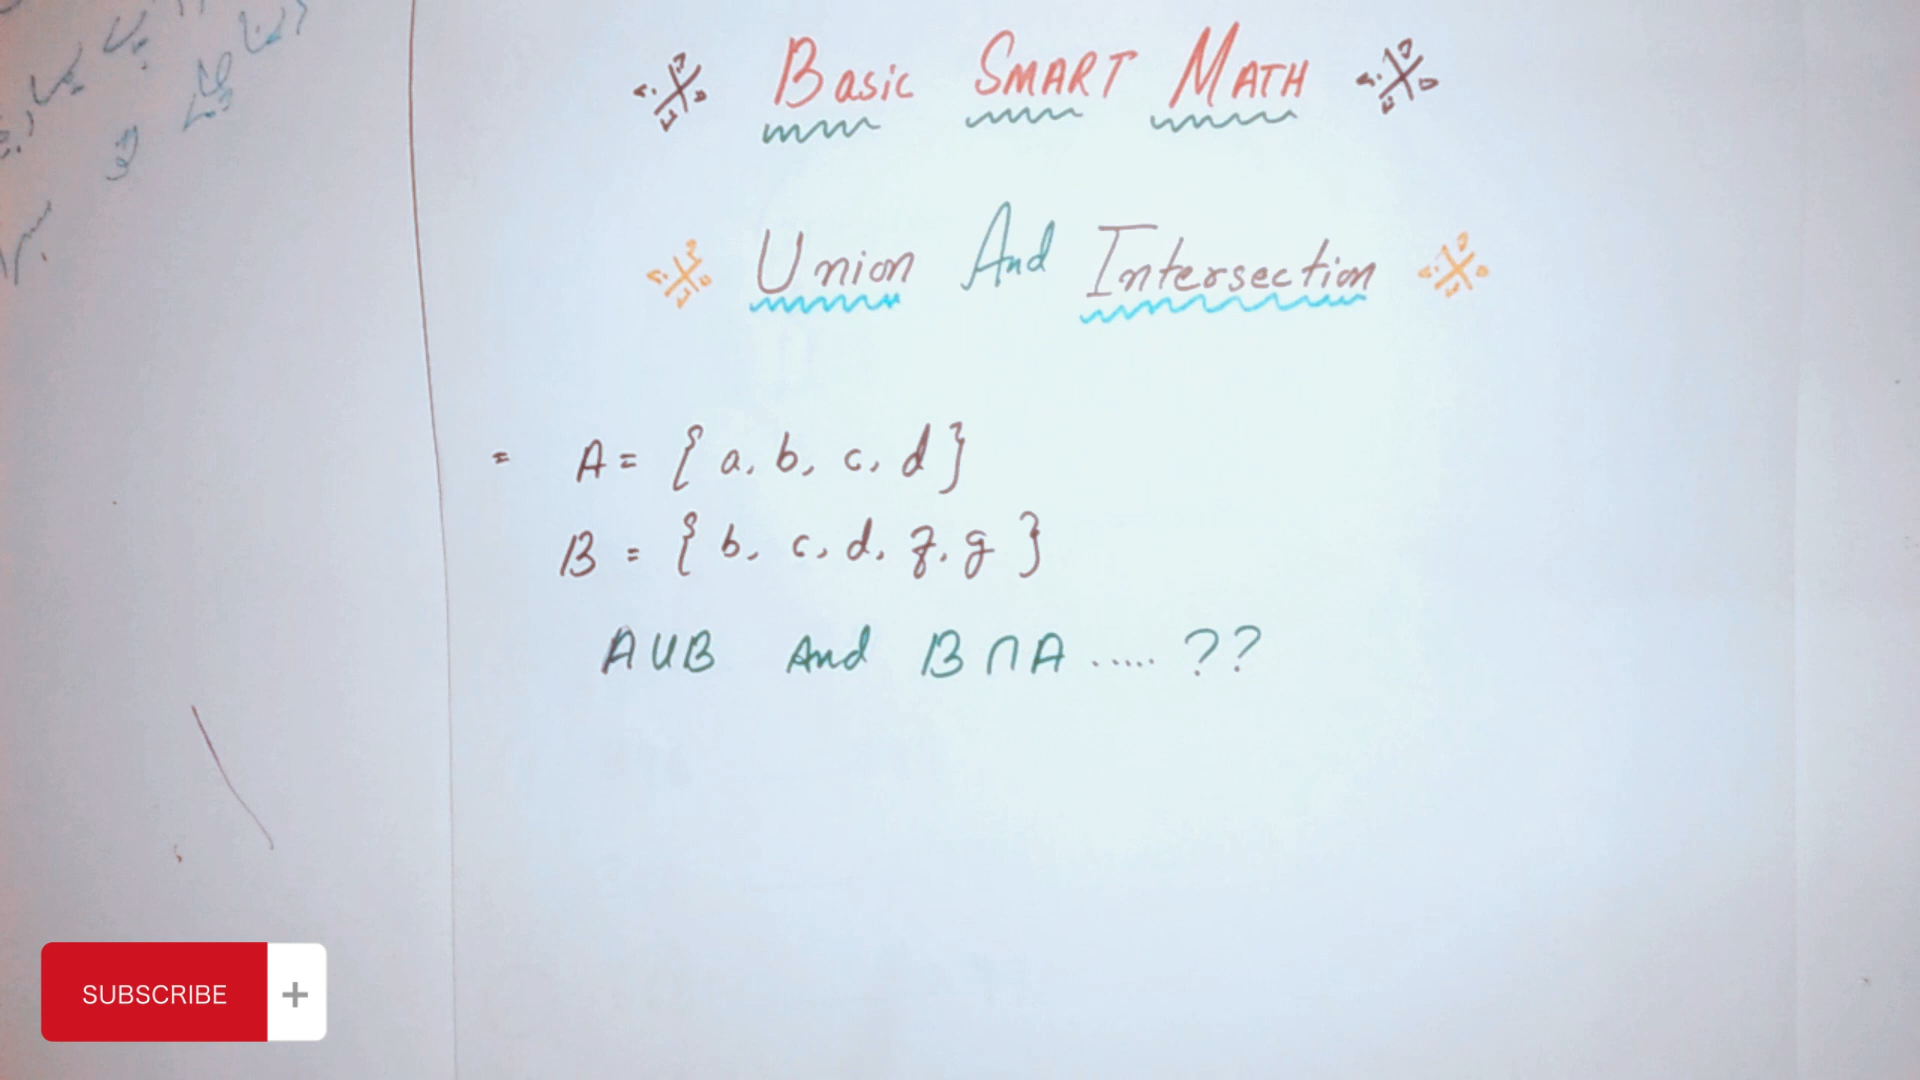 Basic SMART MATH
Union And Intersection
= A = { a, b, c, d }
B = { b, c, d, f, g }
A∪B And B∩A ..... ??
SUBSCRIBE +